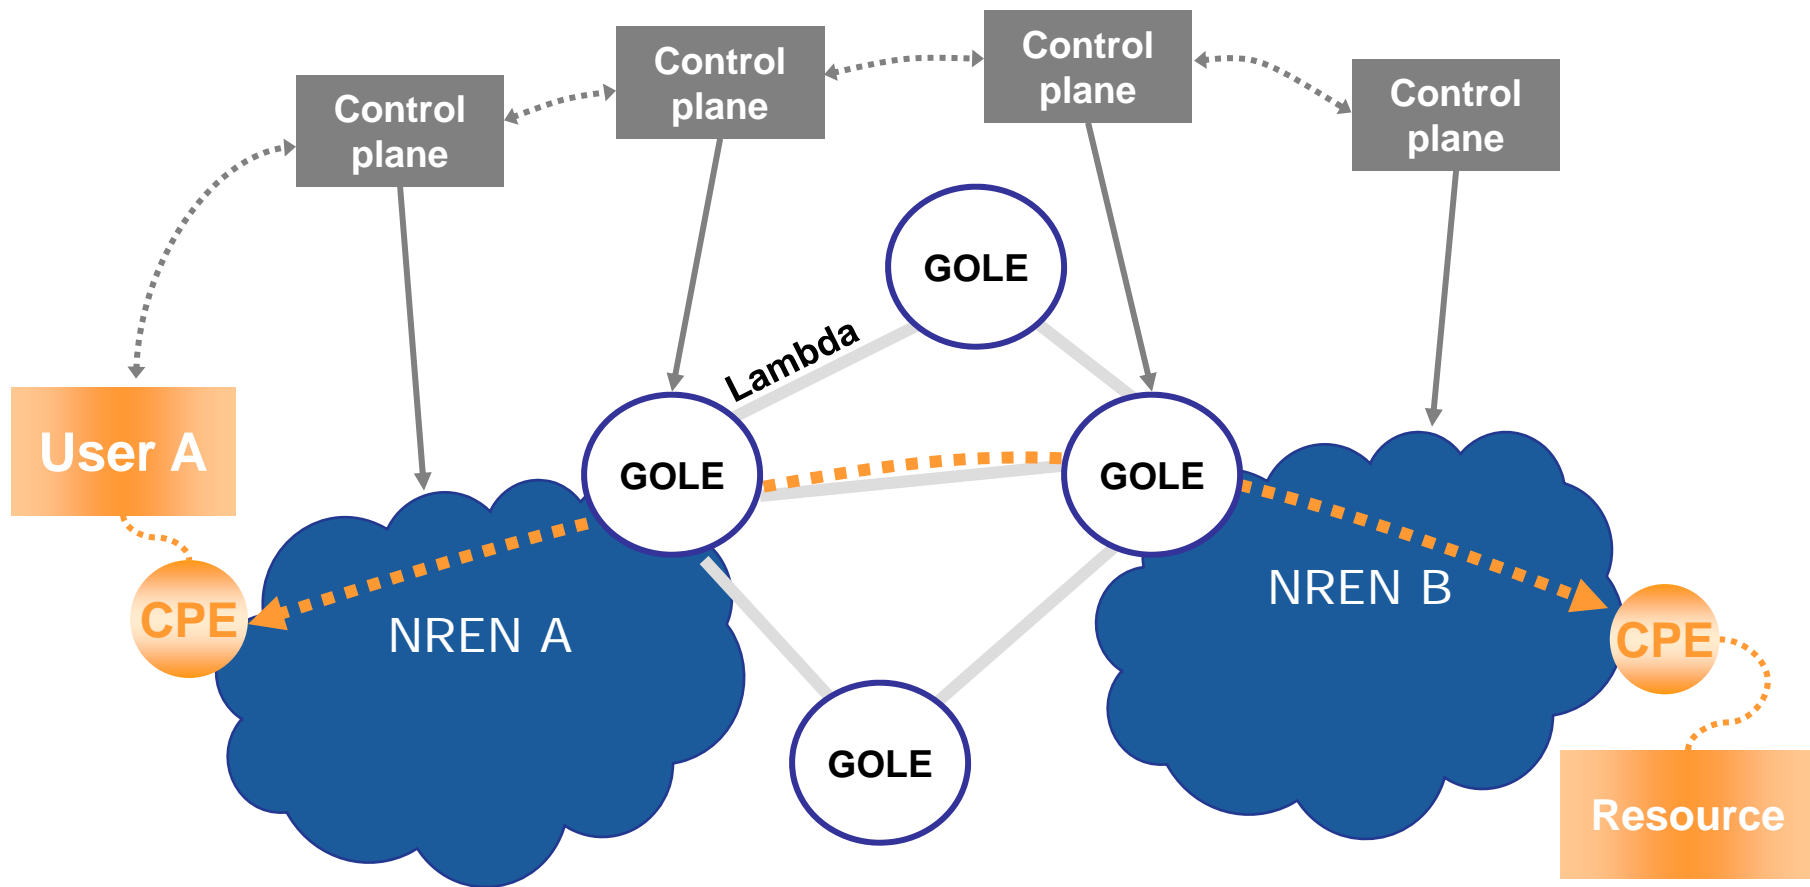 Control
plane
Control
plane
Control
plane
Control
plane
GOLE
Lambda
User A
GOLE
GOLE
CPE
NREN A
NREN B
CPE
GOLE
Resource